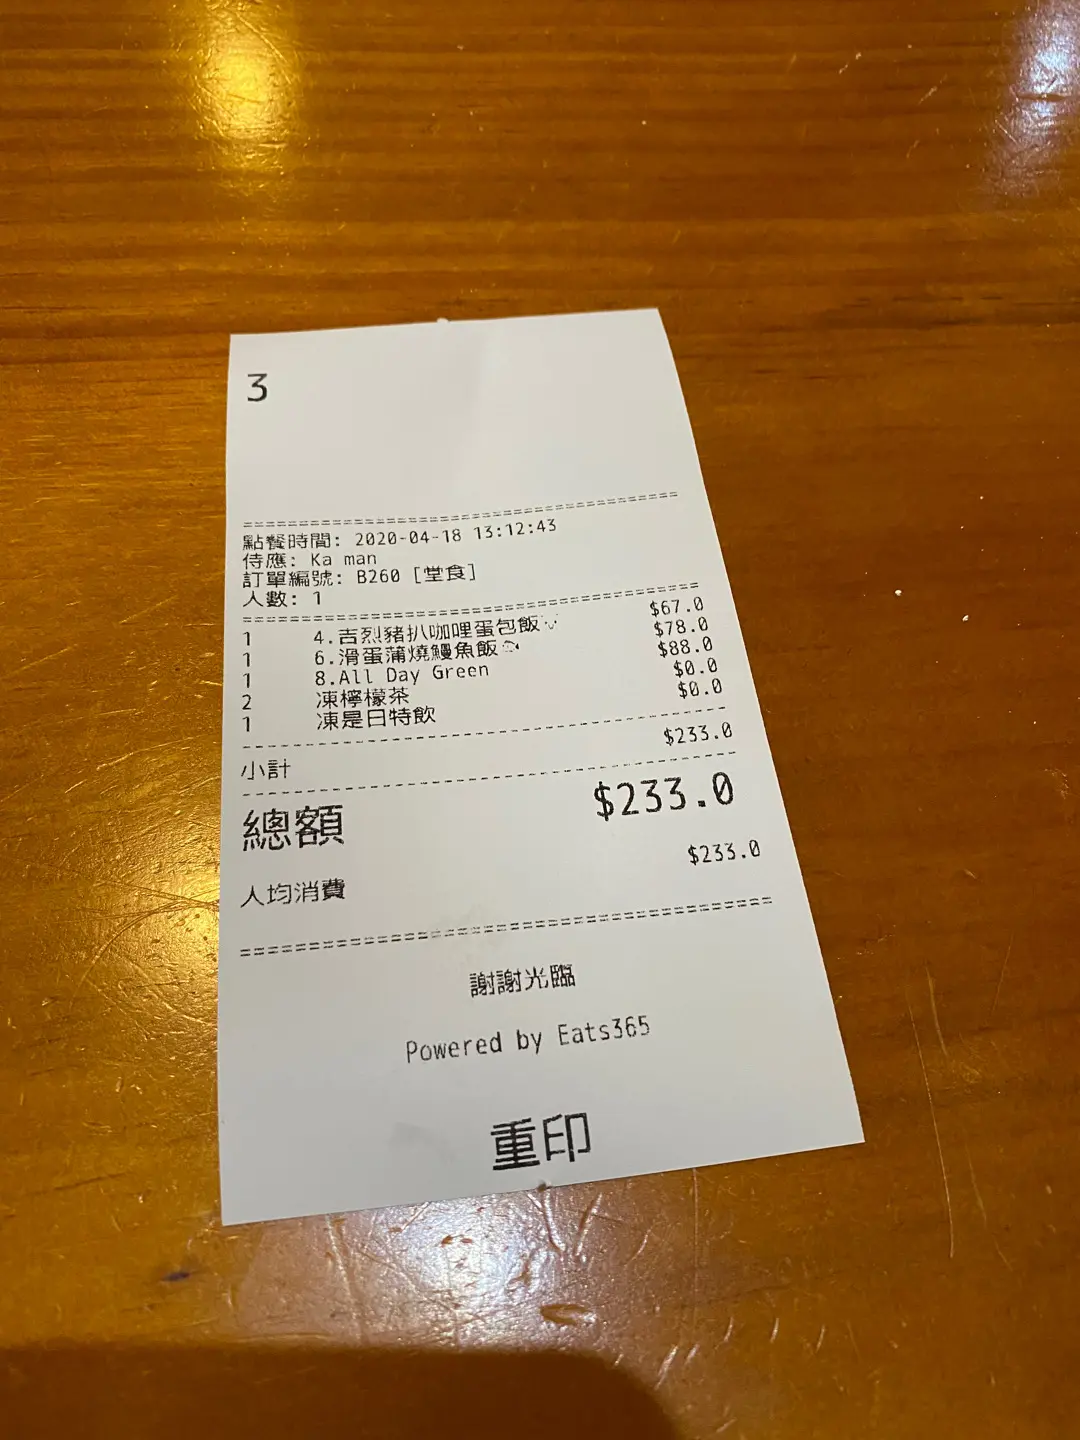 3
點餐時間: 2020-04-18 13:12:43
侍應: Ka man
訂單編號: B260 [堂食]
人數: 1
1 4.吉烈豬扒咖哩蛋包飯 $67.0
1 6.滑蛋蒲燒鰻魚飯 $78.0
1 8.All Day Green $88.0
2 凍檸檬茶 $0.0
1 凍是日特飲 $0.0
小計 $233.0
總額 $233.0
人均消費 $233.0
謝謝光臨
Powered by Eats365
重印